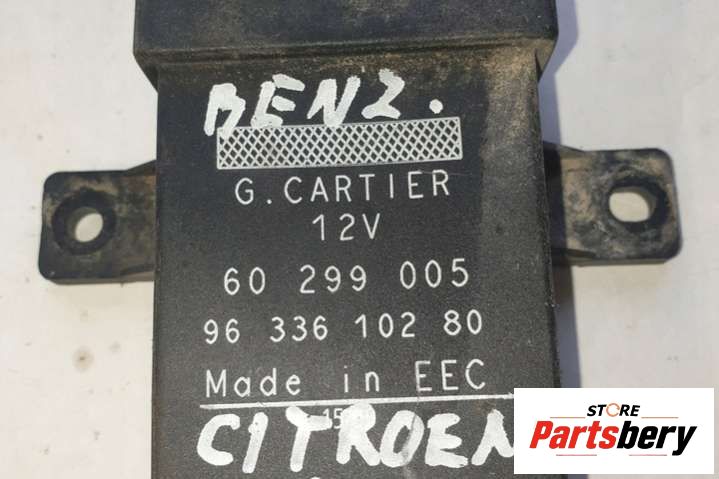 BENZ.
G. CARTIER
12V
60 299 005
96 336 102 80
Made in EEC
CITROEN
STORE
Partsbery